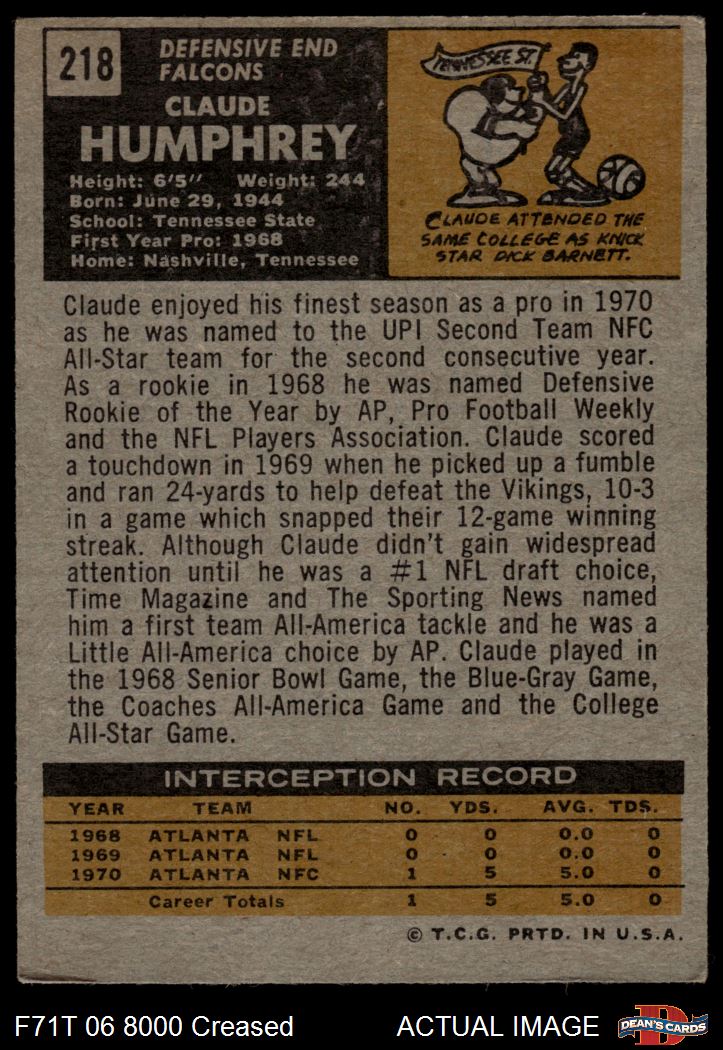 218
DEFENSIVE END
FALCONS
CLAUDE
HUMPHREY
Height: 6'5" Weight: 244
Born: June 29, 1944
School: Tennessee State
First Year Pro: 1968
Home: Nashville, Tennessee
TENNESSEE ST.
CLAUDE ATTENDED THE
SAME COLLEGE AS KNICK
STAR DICK BARNETT.
Claude enjoyed his finest season as a pro in 1970
as he was named to the UPI Second Team NFC
All-Star team for the second consecutive year.
As a rookie in 1968 he was named Defensive
Rookie of the Year by AP, Pro Football Weekly
and the NFL Players Association. Claude scored
a touchdown in 1969 when he picked up a fumble
and ran 24-yards to help defeat the Vikings, 10-3
in a game which snapped their 12-game winning
streak. Although Claude didn't gain widespread
attention until he was a #1 NFL draft choice,
Time Magazine and The Sporting News named
him a first team All-America tackle and he was a
Little All-America choice by AP. Claude played in
the 1968 Senior Bowl Game, the Blue-Gray Game,
the Coaches All-America Game and the College
All-Star Game.
INTERCEPTION RECORD
YEAR TEAM NO. YDS. AVG. TDS.
1968 ATLANTA NFL 0 0 0.0 0
1969 ATLANTA NFL 0 0 0.0 0
1970 ATLANTA NFC 1 5 5.0 0
Career Totals 1 5 5.0 0
© T.C.G. PRTD. IN U.S.A.
F71T 06 8000 Creased ACTUAL IMAGE
D
DEAN'S CARDS